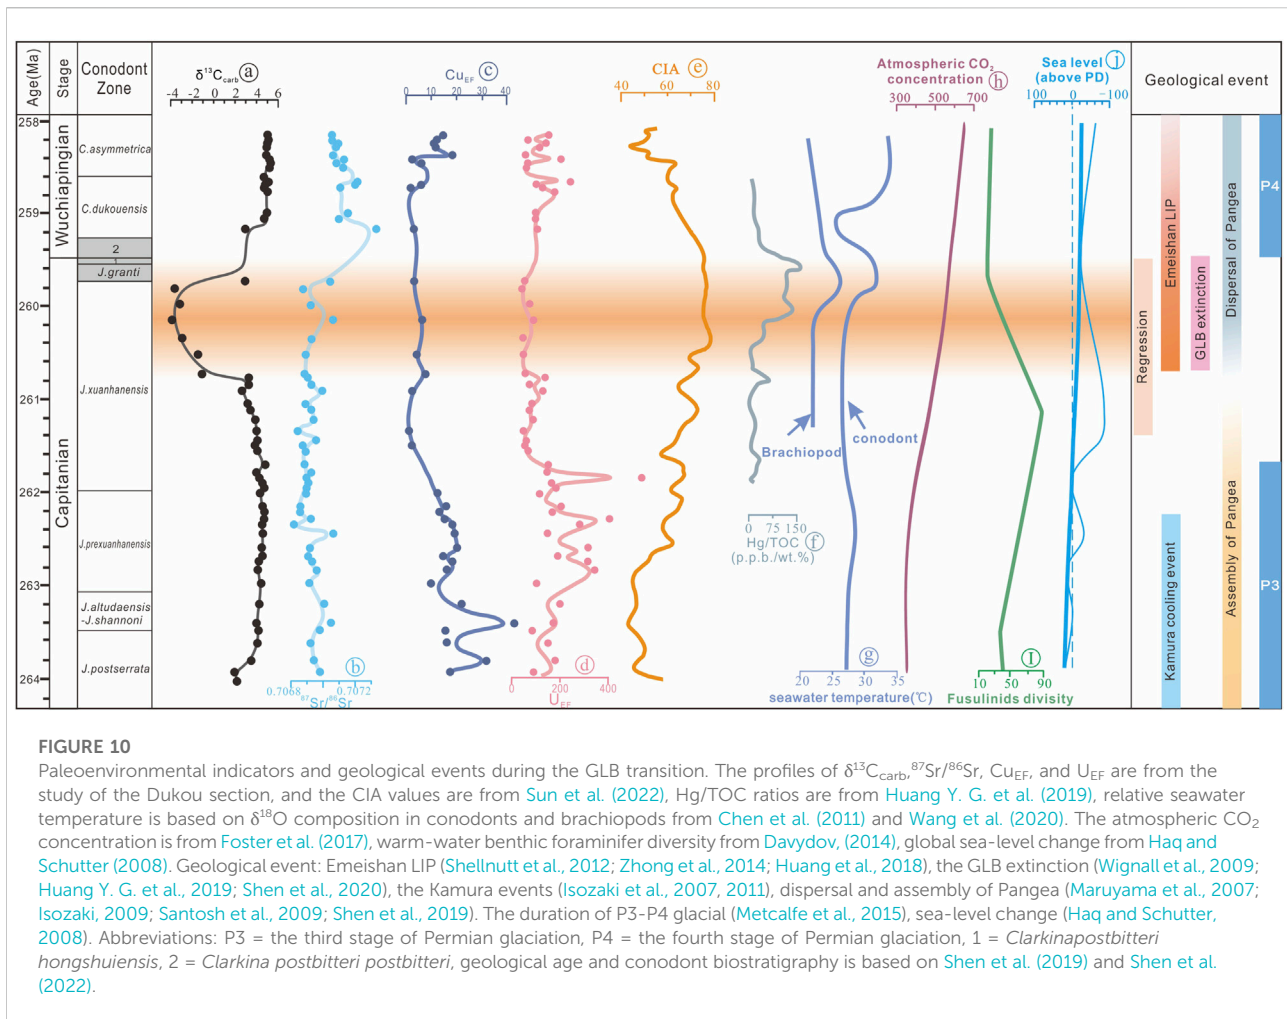 Age(Ma)
Stage
Conodont
Zone
δ13Ccarb ⓐ
-4 -2 0 2 4 6
CuEF ⓒ
0 10 20 30 40
CIA ⓔ
40 60 80
Atmospheric CO2
concentration ⓗ
300 500 700
Sea level ⓙ
(above PD)
100 0 -100
Geological event
258
259
260
261
262
263
264
Wuchiapingian
Capitanian
C.asymmetrica
C.dukouensis
2
1
J.granti
J.xuanhanensis
J.prexuanhanensis
J.altudaensis
-J.shannoni
J.postserrata
ⓑ
0.7068 0.7072
87Sr/86Sr
ⓓ
0 200 400
UEF
0 75 150
Hg/TOC ⓕ
(p.p.b./wt.%)
Brachiopod
conodont
ⓖ
20 25 30 35
seawater temperature(℃)
Ⓘ
10 50 90
Fusulinids divisity
Regression
Emeishan LIP
GLB extinction
Dispersal of Pangea
P4
Kamura cooling event
Assembly of Pangea
P3
FIGURE 10
Paleoenvironmental indicators and geological events during the GLB transition. The profiles of δ13Ccarb,87Sr/86Sr, CuEF, and UEF are from the
study of the Dukou section, and the CIA values are from Sun et al. (2022), Hg/TOC ratios are from Huang Y. G. et al. (2019), relative seawater
temperature is based on δ18O composition in conodonts and brachiopods from Chen et al. (2011) and Wang et al. (2020). The atmospheric CO2
concentration is from Foster et al. (2017), warm-water benthic foraminifer diversity from Davydov, (2014), global sea-level change from Haq and
Schutter (2008). Geological event: Emeishan LIP (Shellnutt et al., 2012; Zhong et al., 2014; Huang et al., 2018), the GLB extinction (Wignall et al., 2009;
Huang Y. G. et al., 2019; Shen et al., 2020), the Kamura events (Isozaki et al., 2007, 2011), dispersal and assembly of Pangea (Maruyama et al., 2007;
Isozaki, 2009; Santosh et al., 2009; Shen et al., 2019). The duration of P3-P4 glacial (Metcalfe et al., 2015), sea-level change (Haq and Schutter,
2008). Abbreviations: P3 = the third stage of Permian glaciation, P4 = the fourth stage of Permian glaciation, 1 = Clarkinapostbitteri
hongshuiensis, 2 = Clarkina postbitteri postbitteri, geological age and conodont biostratigraphy is based on Shen et al. (2019) and Shen et al.
(2022).